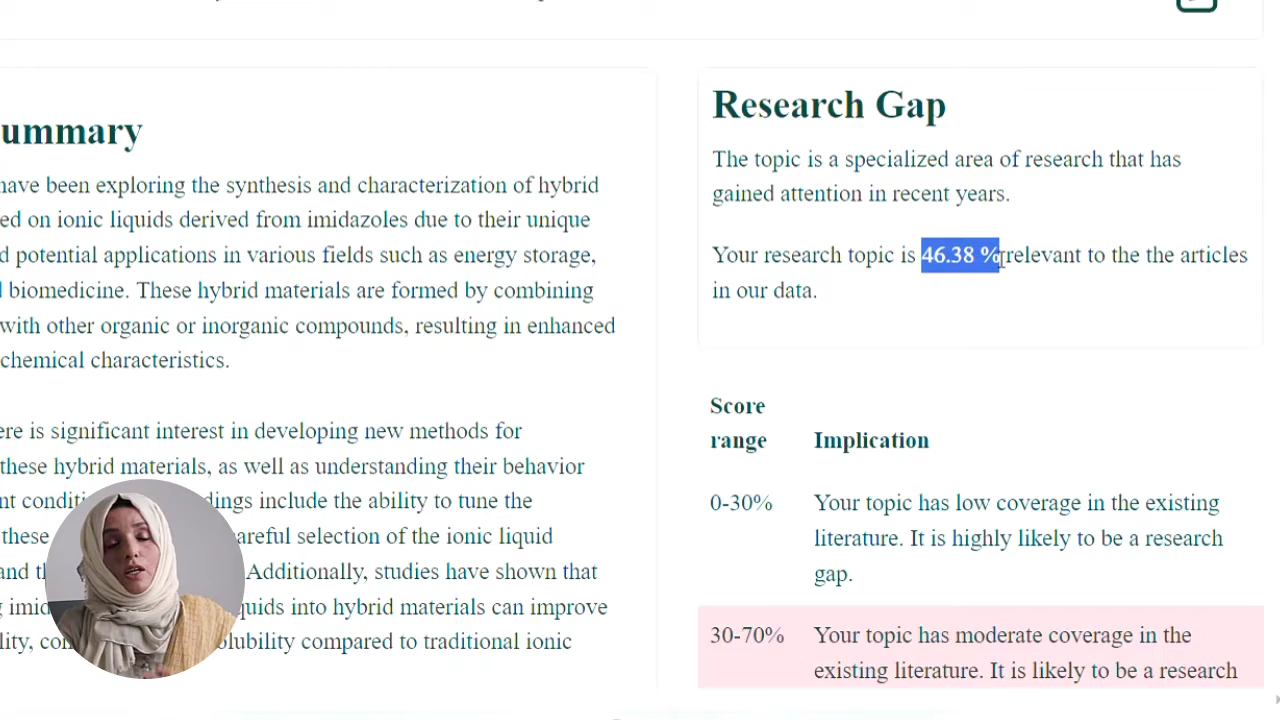 ummary
have been exploring the synthesis and characterization of hybrid
ed on ionic liquids derived from imidazoles due to their unique
d potential applications in various fields such as energy storage,
d biomedicine. These hybrid materials are formed by combining
with other organic or inorganic compounds, resulting in enhanced
chemical characteristics.
ere is significant interest in developing new methods for
these hybrid materials, as well as understanding their behavior
nt conditi dings include the ability to tune the
these careful selection of the ionic liquid
and th Additionally, studies have shown that
g imid quids into hybrid materials can improve
lity, con olubility compared to traditional ionic
Research Gap
The topic is a specialized area of research that has
gained attention in recent years.
Your research topic is 46.38 % relevant to the the articles
in our data.
Score
range Implication
0-30% Your topic has low coverage in the existing
literature. It is highly likely to be a research
gap.
30-70% Your topic has moderate coverage in the
existing literature. It is likely to be a research